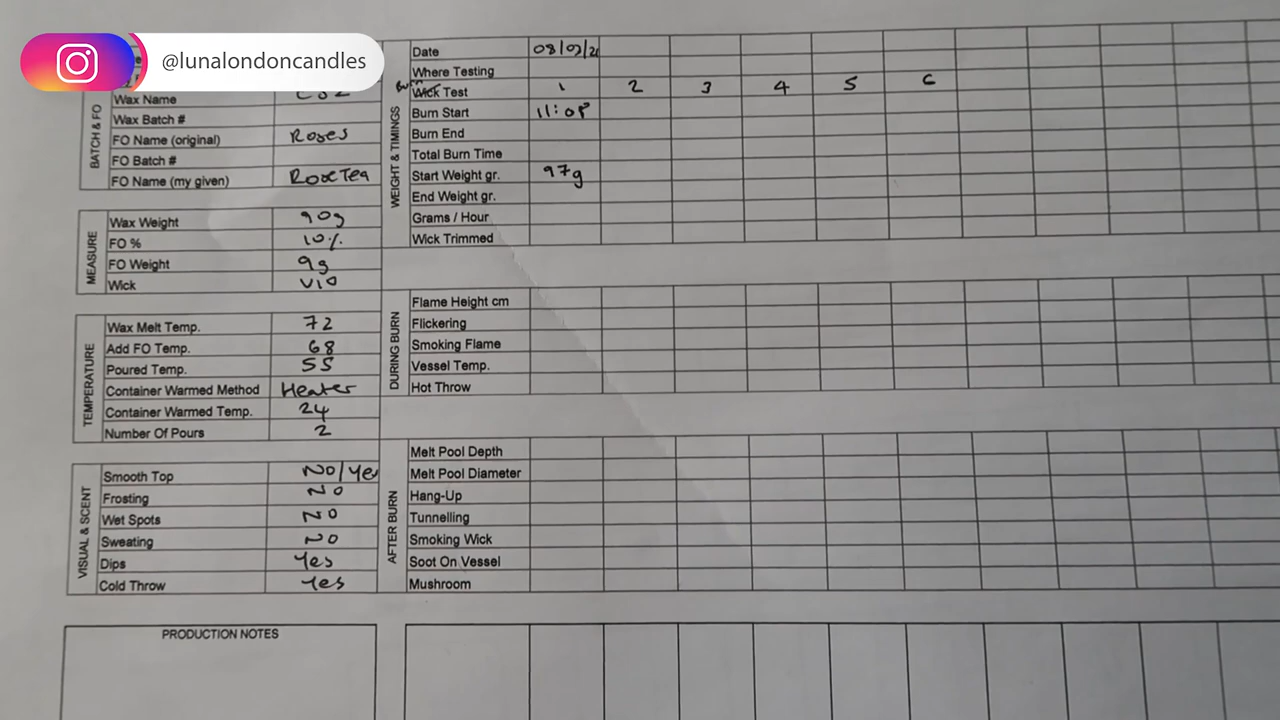 @lunalondoncandles
BATCH & FO
Wax Name
Wax Batch #
FO Name (original) Roses
FO Batch #
FO Name (my given) Rose Tea
MEASURE
Wax Weight 90g
FO % 10%
FO Weight 9g
Wick V10
TEMPERATURE
Wax Melt Temp. 72
Add FO Temp. 68
Poured Temp. 55
Container Warmed Method Heater
Container Warmed Temp. 24
Number Of Pours 2
VISUAL & SCENT
Smooth Top No/Yes
Frosting NO
Wet Spots NO
Sweating NO
Dips Yes
Cold Throw Yes
PRODUCTION NOTES
WEIGHT & TIMINGS
Date 08/09/2
Where Testing
Burn Wick Test 1 2 3 4 5 6
Burn Start 11:08
Burn End
Total Burn Time
Start Weight gr. 97g
End Weight gr.
Grams / Hour
Wick Trimmed
DURING BURN
Flame Height cm
Flickering
Smoking Flame
Vessel Temp.
Hot Throw
AFTER BURN
Melt Pool Depth
Melt Pool Diameter
Hang-Up
Tunnelling
Smoking Wick
Soot On Vessel
Mushroom